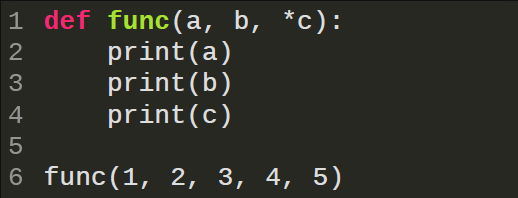 1 def func(a, b, *c):
2     print(a)
3     print(b)
4     print(c)
5
6 func(1, 2, 3, 4, 5)